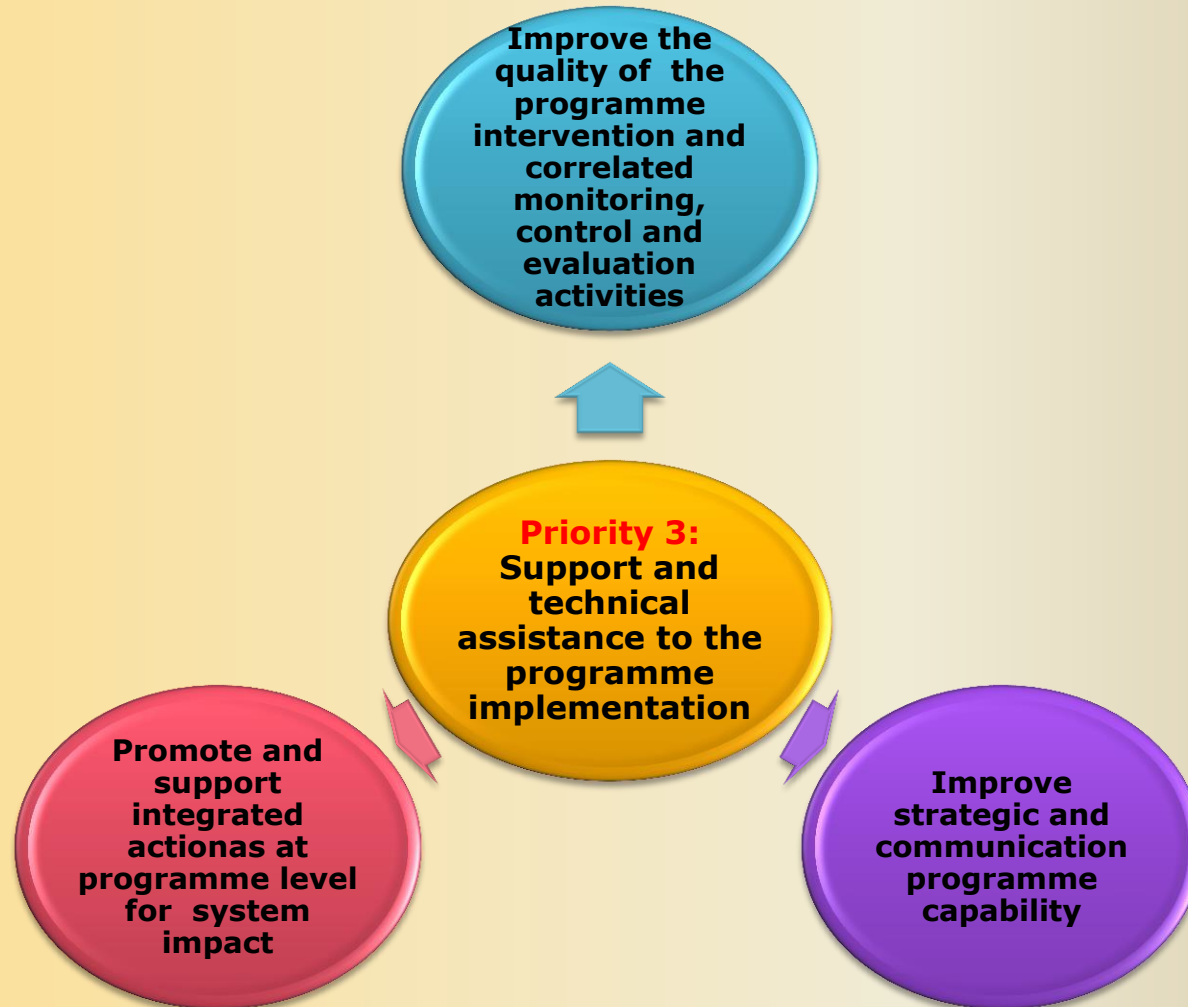 Improve the
quality of the
programme
intervention and
correlated
monitoring,
control and
evaluation
activities
Priority 3:
Support and
technical
assistance to the
programme
implementation
Promote and
support
integrated
actionas at
programme level
for system
impact
Improve
strategic and
communication
programme
capability